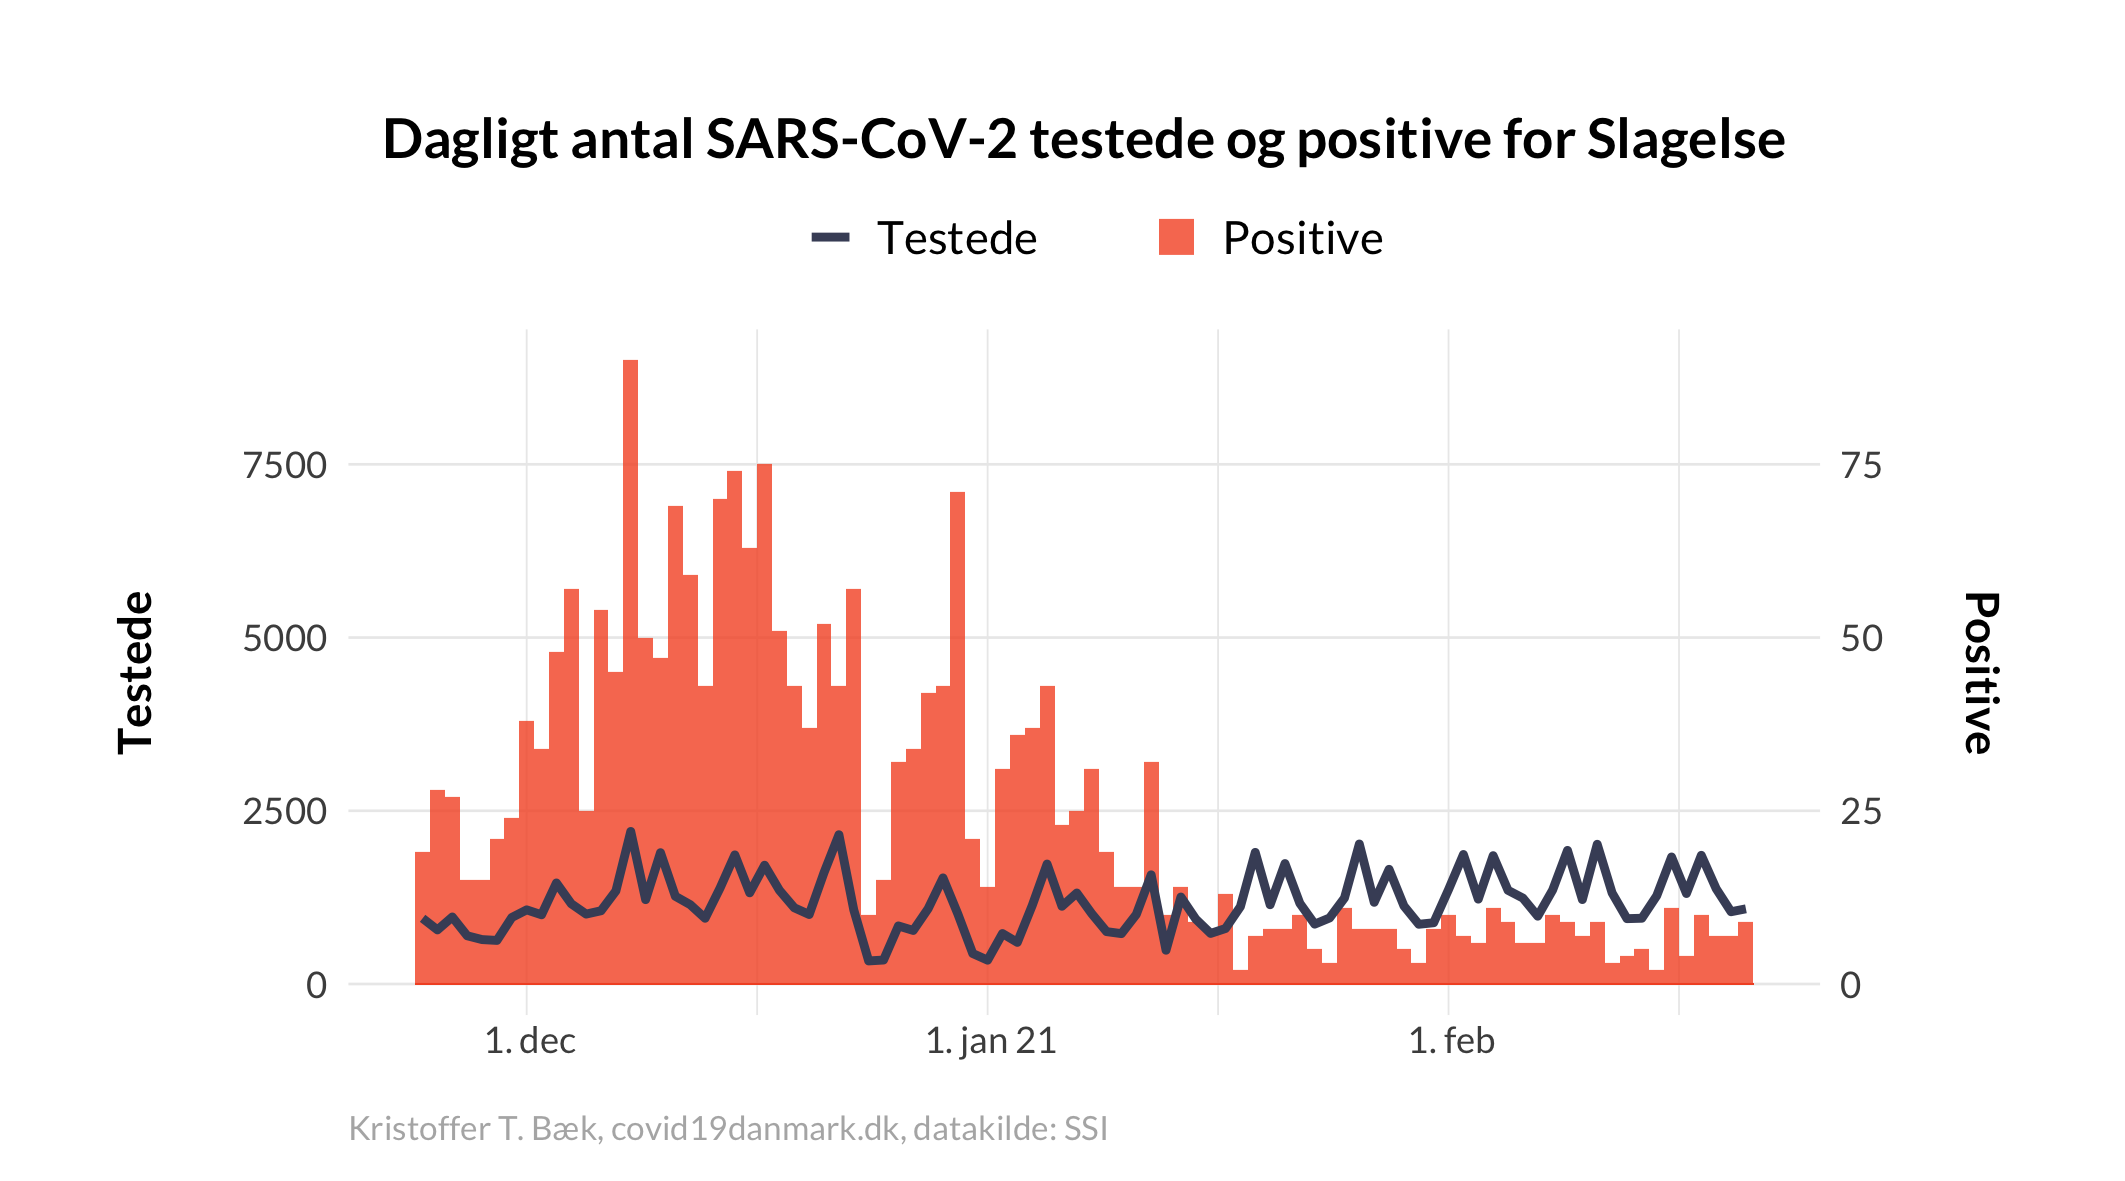 Dagligt antal SARS-CoV-2 testede og positive for Slagelse
Testede
Positive
7500
5000
2500
0
Testede
75
50
25
0
Positive
1. dec
1. jan 21
1. feb
Kristoffer T. Bæk, covid19danmark.dk, datakilde: SSI